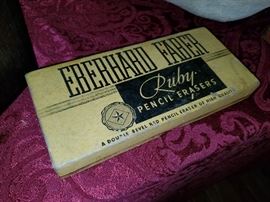 EBERHARD FABER
Ruby
PENCIL ERASERS
A DOUBLE BEVEL RED PENCIL ERASER OF HIGH QUALITY